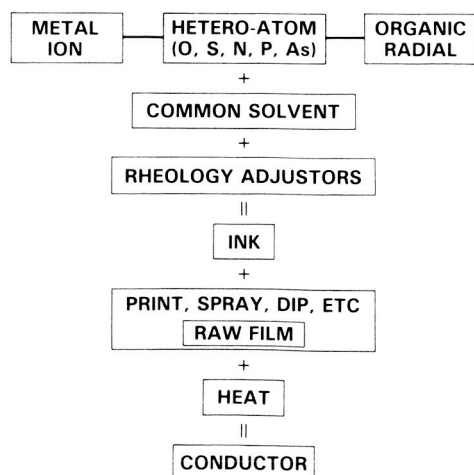 METAL ION
HETERO-ATOM (O, S, N, P, As)
ORGANIC RADIAL
+
COMMON SOLVENT
+
RHEOLOGY ADJUSTORS
||
INK
+
PRINT, SPRAY, DIP, ETC
RAW FILM
+
HEAT
||
CONDUCTOR